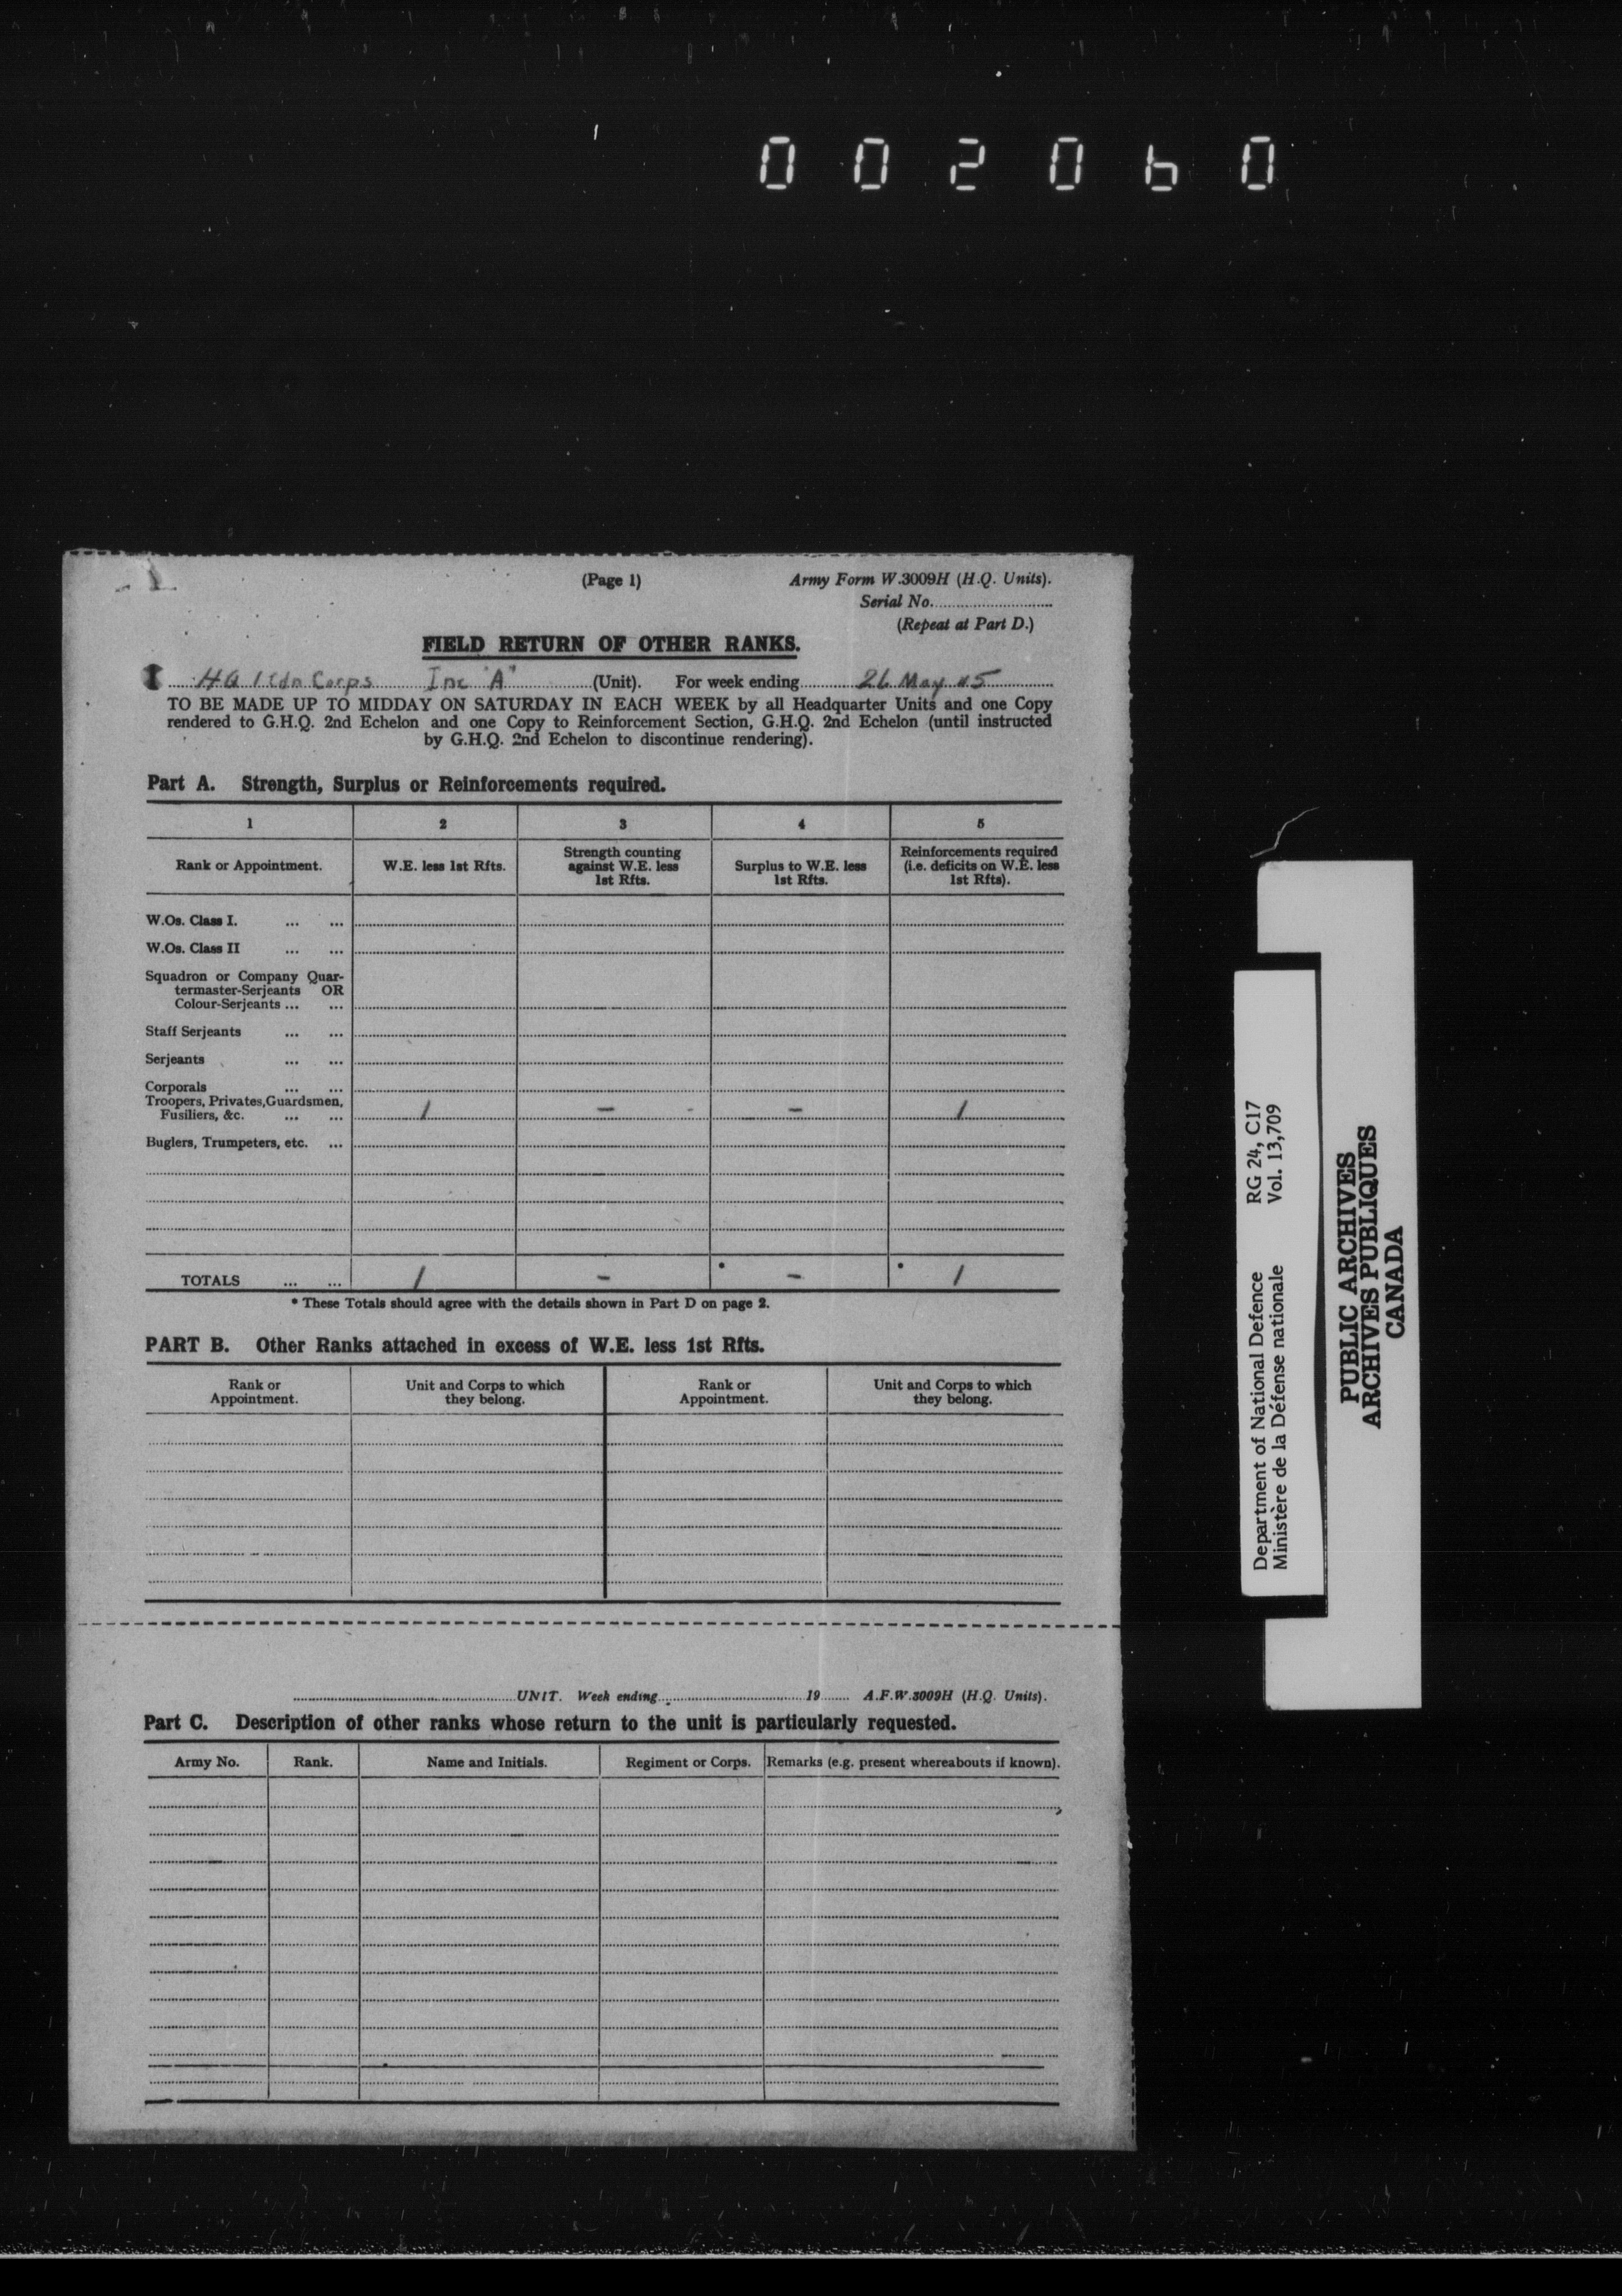 002060
(Page 1)
Army Form W.3009H (H.Q. Units).
Serial No.
(Repeat at Part D.)
FIELD RETURN OF OTHER RANKS.
HQ 1 Cdn Corps Inc "A" (Unit). For week ending 26 May 45
TO BE MADE UP TO MIDDAY ON SATURDAY IN EACH WEEK by all Headquarter Units and one Copy
rendered to G.H.Q. 2nd Echelon and one Copy to Reinforcement Section, G.H.Q. 2nd Echelon (until instructed
by G.H.Q. 2nd Echelon to discontinue rendering).
Part A. Strength, Surplus or Reinforcements required.
1 2 3 4 5
Rank or Appointment. W.E. less 1st Rfts. Strength counting against W.E. less 1st Rfts. Surplus to W.E. less 1st Rfts. Reinforcements required (i.e. deficits on W.E. less 1st Rfts).
W.Os. Class I. ... ...
W.Os. Class II ... ...
Squadron or Company Quar-
termaster-Serjeants OR
Colour-Serjeants ... ...
Staff Serjeants ... ...
Serjeants ... ...
Corporals ... ...
Troopers, Privates, Guardsmen,
Fusiliers, &c. ... ... 1 – – 1
Buglers, Trumpeters, etc. ...
TOTALS ... ... 1 – * – * 1
* These Totals should agree with the details shown in Part D on page 2.
PART B. Other Ranks attached in excess of W.E. less 1st Rfts.
Rank or Appointment. Unit and Corps to which they belong. Rank or Appointment. Unit and Corps to which they belong.
UNIT. Week ending 19 A.F.W.3009H (H.Q. Units).
Part C. Description of other ranks whose return to the unit is particularly requested.
Army No. Rank. Name and Initials. Regiment or Corps. Remarks (e.g. present whereabouts if known).
Department of National Defence RG 24, C17
Ministère de la Défense nationale Vol. 13,709
PUBLIC ARCHIVES
ARCHIVES PUBLIQUES
CANADA